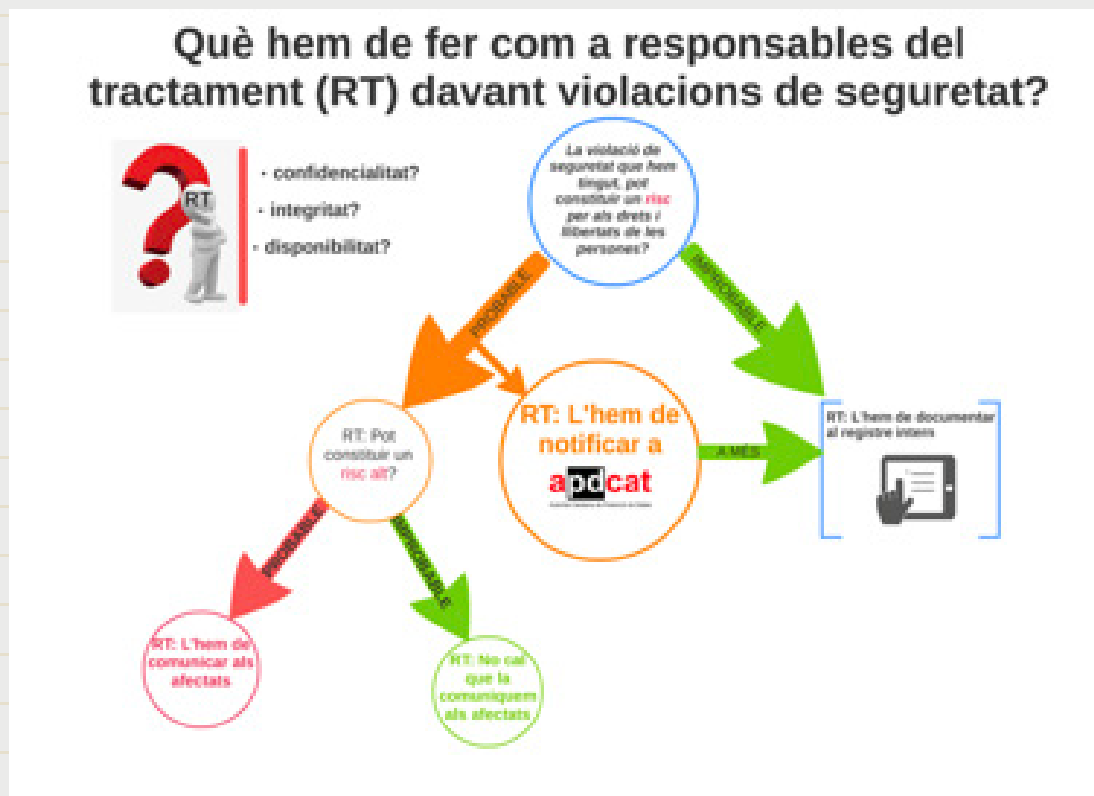 Què hem de fer com a responsables del
tractament (RT) davant violacions de seguretat?
RT
- confidencialitat?
- integritat?
- disponibilitat?
La violació de
seguretat que hem
tingut, pot
constituir un risc
per als drets i
llibertats de les
persones?
PROBABLE
IMPROBABLE
RT: Pot
constituir un
risc alt?
RT: L'hem de
notificar a
apdcat
A MÉS
RT: L'hem de documentar
al registre intern
PROBABLE
IMPROBABLE
RT: L'hem de
comunicar als
afectats
RT: No cal
que la
comuniquem
als afectats